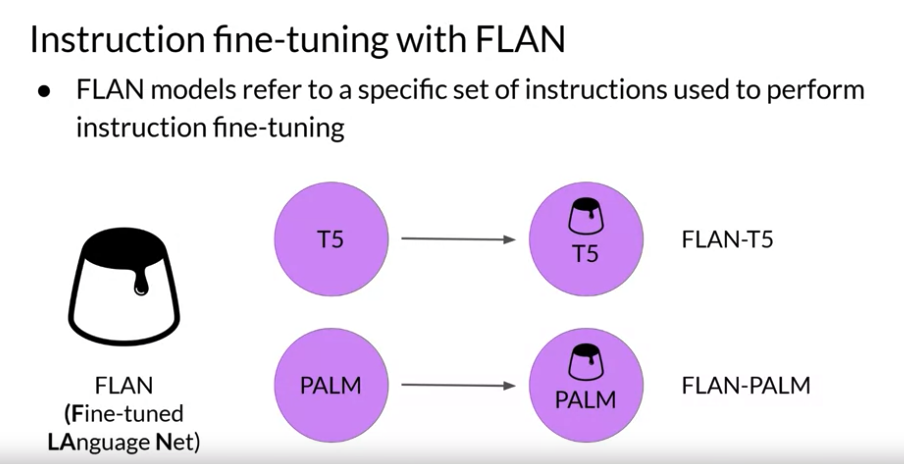 Instruction fine-tuning with FLAN
● FLAN models refer to a specific set of instructions used to perform
instruction fine-tuning
T5
T5
FLAN-T5
PALM
PALM
FLAN-PALM
FLAN
(Fine-tuned
LAnguage Net)